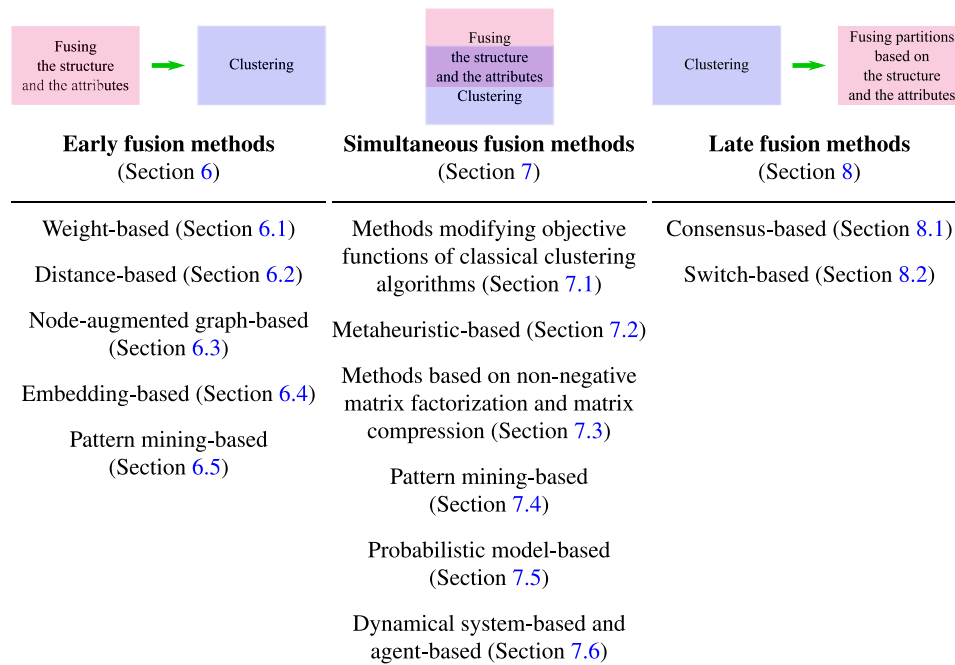 Fusing
the structure
and the attributes
Clustering
Fusing
the structure
and the attributes
Clustering
Clustering
Fusing partitions
based on
the structure
and the attributes
Early fusion methods
(Section 6)
Simultaneous fusion methods
(Section 7)
Late fusion methods
(Section 8)
Weight-based (Section 6.1)
Distance-based (Section 6.2)
Node-augmented graph-based
(Section 6.3)
Embedding-based (Section 6.4)
Pattern mining-based
(Section 6.5)
Methods modifying objective
functions of classical clustering
algorithms (Section 7.1)
Metaheuristic-based (Section 7.2)
Methods based on non-negative
matrix factorization and matrix
compression (Section 7.3)
Pattern mining-based
(Section 7.4)
Probabilistic model-based
(Section 7.5)
Dynamical system-based and
agent-based (Section 7.6)
Consensus-based (Section 8.1)
Switch-based (Section 8.2)